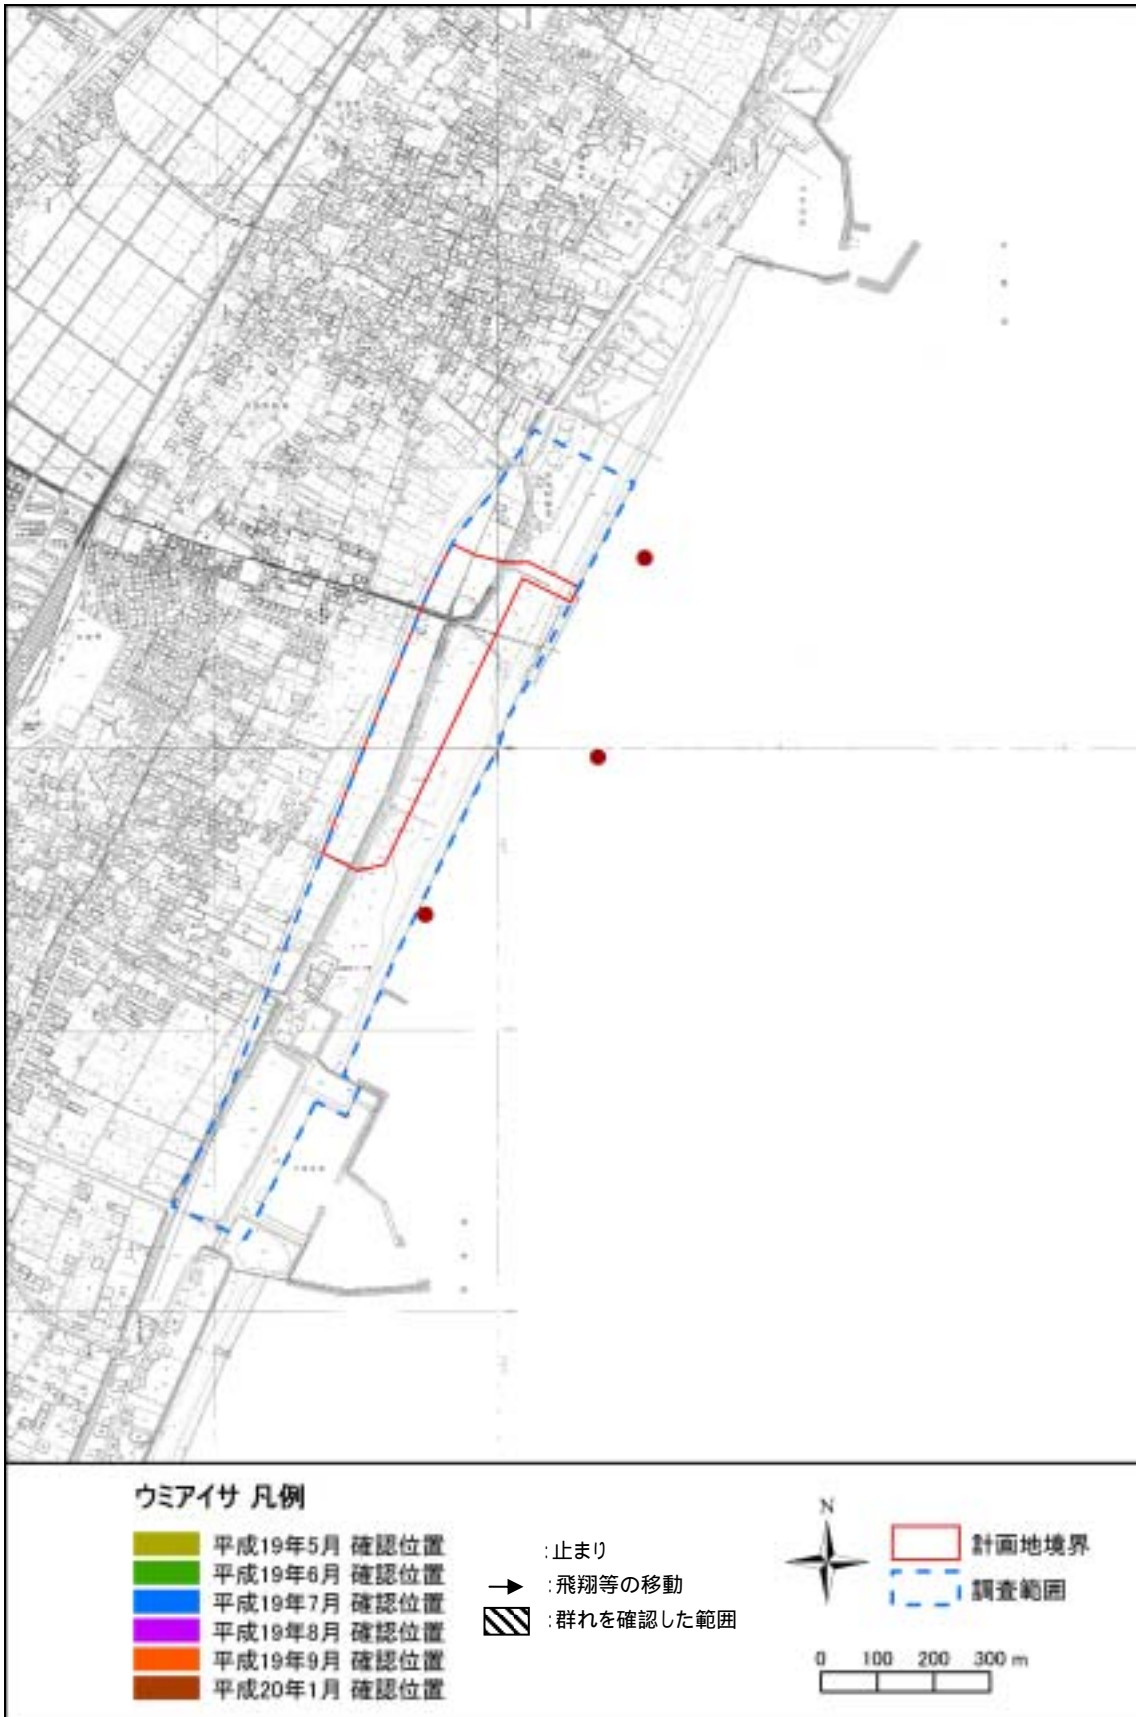 ウミアイサ 凡例
平成19年5月 確認位置
平成19年6月 確認位置
平成19年7月 確認位置
平成19年8月 確認位置
平成19年9月 確認位置
平成20年1月 確認位置
:止まり
:飛翔等の移動
:群れを確認した範囲
N
計画地境界
調査範囲
0 100 200 300 m